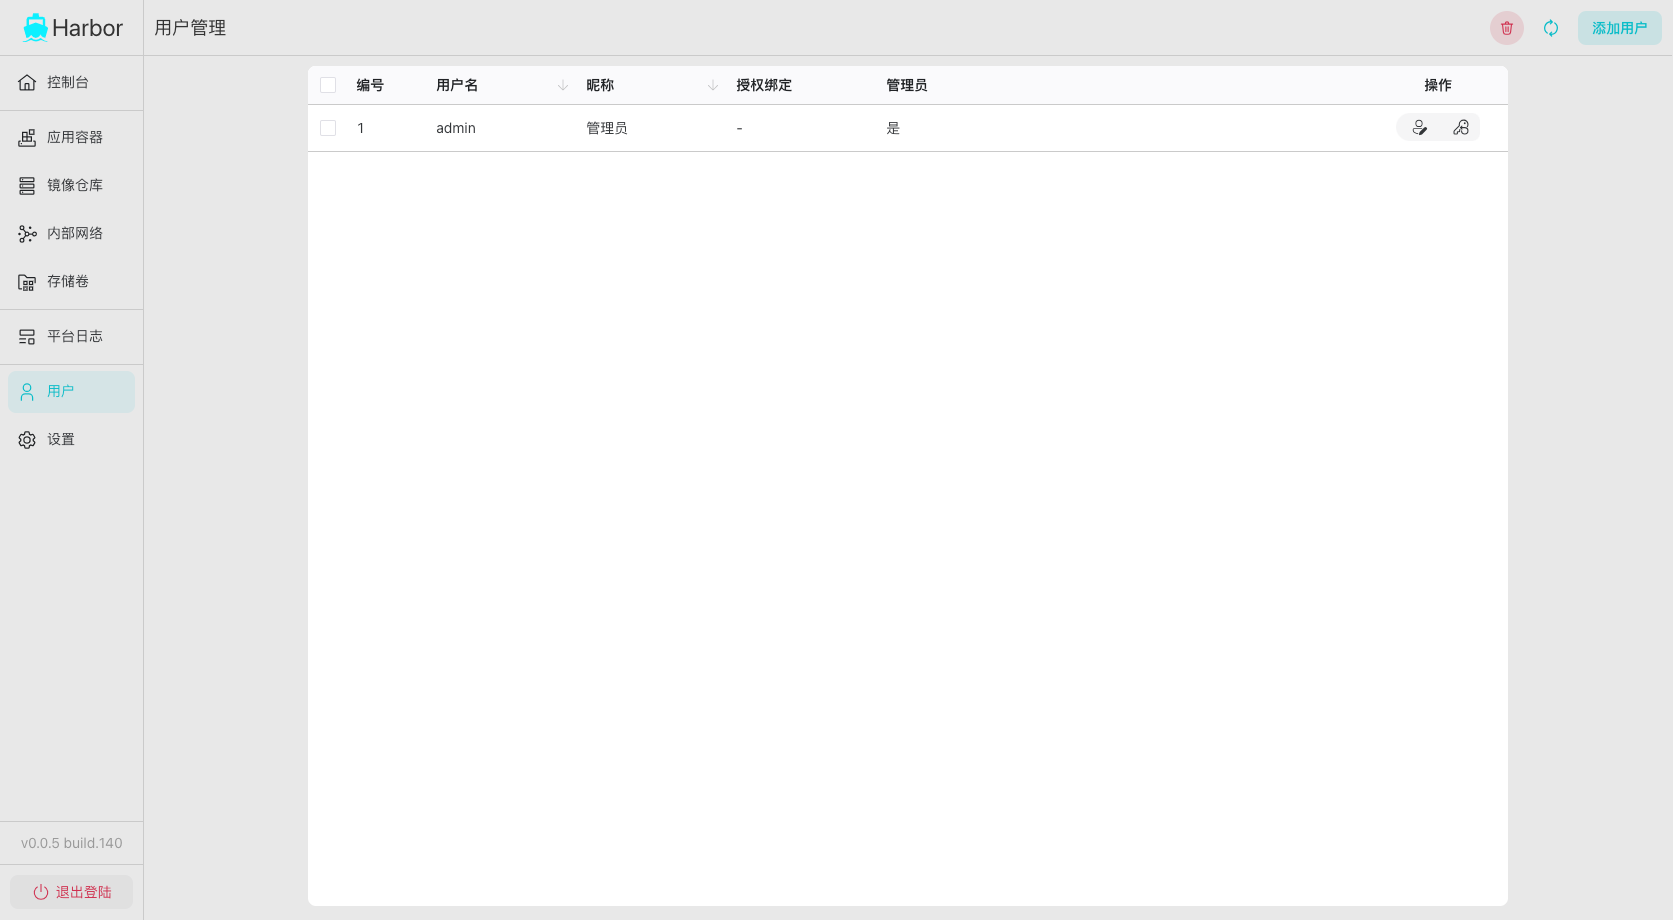 Harbor
用户管理
添加用户
控制台
应用容器
镜像仓库
内部网络
存储卷
平台日志
用户
设置
v0.0.5 build.140
退出登陆
编号 用户名 昵称 授权绑定 管理员 操作
1 admin 管理员 - 是